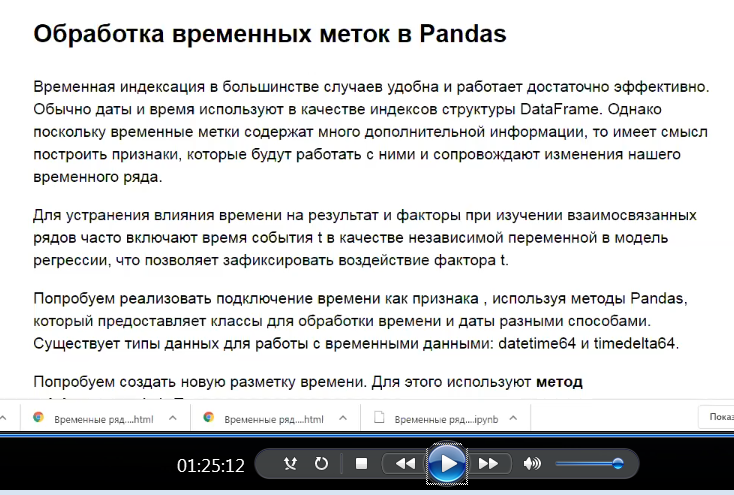 Обработка временных меток в Pandas
Временная индексация в большинстве случаев удобна и работает достаточно эффективно.
Обычно даты и время используют в качестве индексов структуры DataFrame. Однако
поскольку временные метки содержат много дополнительной информации, то имеет смысл
построить признаки, которые будут работать с ними и сопровождают изменения нашего
временного ряда.
Для устранения влияния времени на результат и факторы при изучении взаимосвязанных
рядов часто включают время события t в качестве независимой переменной в модель
регрессии, что позволяет зафиксировать воздействие фактора t.
Попробуем реализовать подключение времени как признака , используя методы Pandas,
который предоставляет классы для обработки времени и даты разными способами.
Существует типы данных для работы с временными данными: datetime64 и timedelta64.
Попробуем создать новую разметку времени. Для этого используют метод
Временные ряд....html Временные ряд....html Временные ряд....ipynb Показ
01:25:12